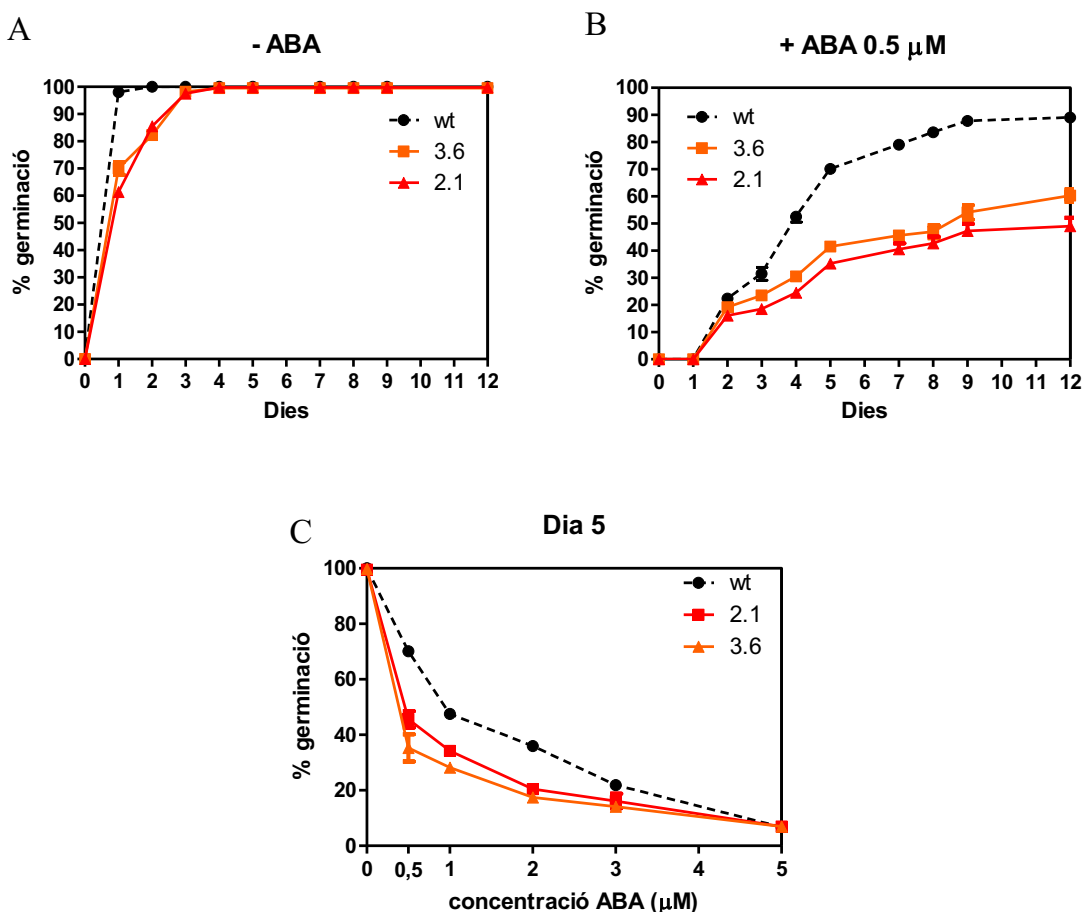 A
- ABA
100
90
80
70
60
50
40
30
20
10
0
% germinació
wt
3.6
2.1
0 1 2 3 4 5 6 7 8 9 10 11 12
Dies
B
+ ABA 0.5 μM
100
90
80
70
60
50
40
30
20
10
0
% germinació
wt
3.6
2.1
0 1 2 3 4 5 6 7 8 9 10 11 12
Dies
C
Dia 5
100
80
60
40
20
0
% germinació
wt
2.1
3.6
0 0,5 1 2 3 4 5
concentració ABA (μM)